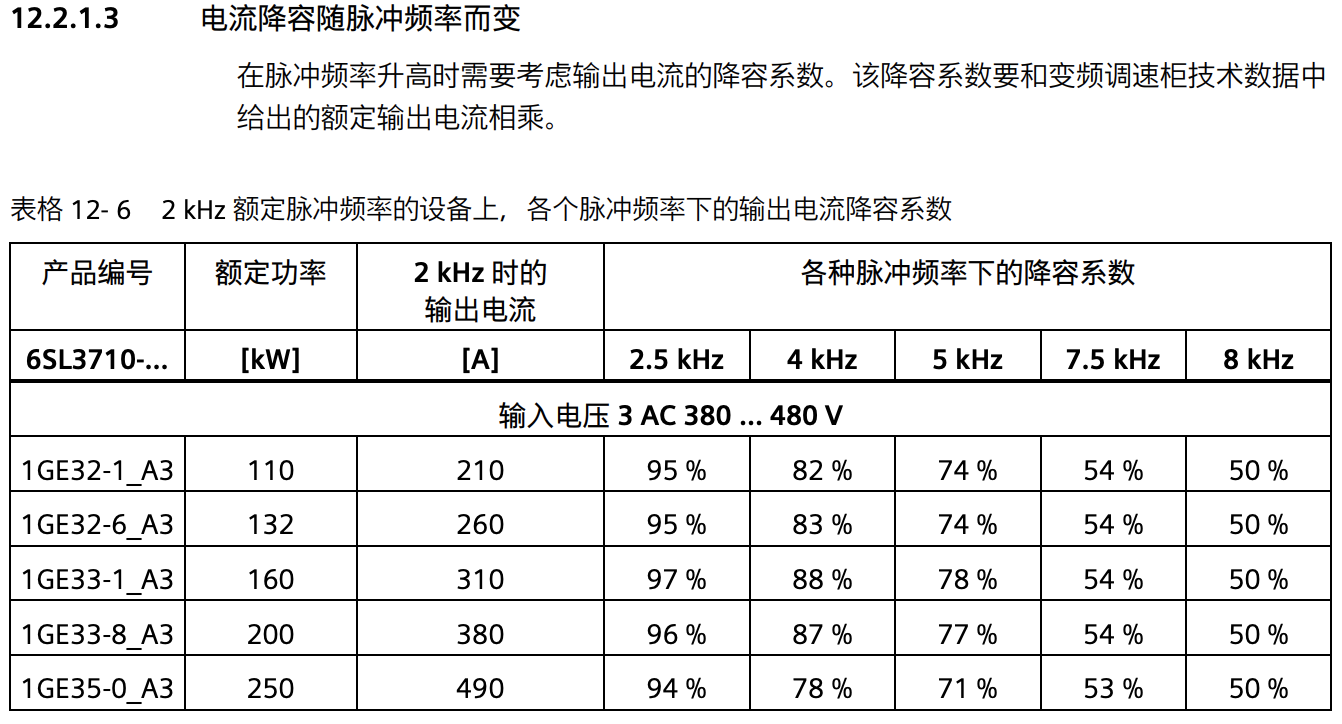 12.2.1.3 电流降容随脉冲频率而变
在脉冲频率升高时需要考虑输出电流的降容系数。该降容系数要和变频调速柜技术数据中
给出的额定输出电流相乘。
表格 12- 6 2 kHz 额定脉冲频率的设备上，各个脉冲频率下的输出电流降容系数
产品编号 额定功率 2 kHz 时的 各种脉冲频率下的降容系数
输出电流
6SL3710-... [kW] [A] 2.5 kHz 4 kHz 5 kHz 7.5 kHz 8 kHz
输入电压 3 AC 380 ... 480 V
1GE32-1_A3 110 210 95 % 82 % 74 % 54 % 50 %
1GE32-6_A3 132 260 95 % 83 % 74 % 54 % 50 %
1GE33-1_A3 160 310 97 % 88 % 78 % 54 % 50 %
1GE33-8_A3 200 380 96 % 87 % 77 % 54 % 50 %
1GE35-0_A3 250 490 94 % 78 % 71 % 53 % 50 %